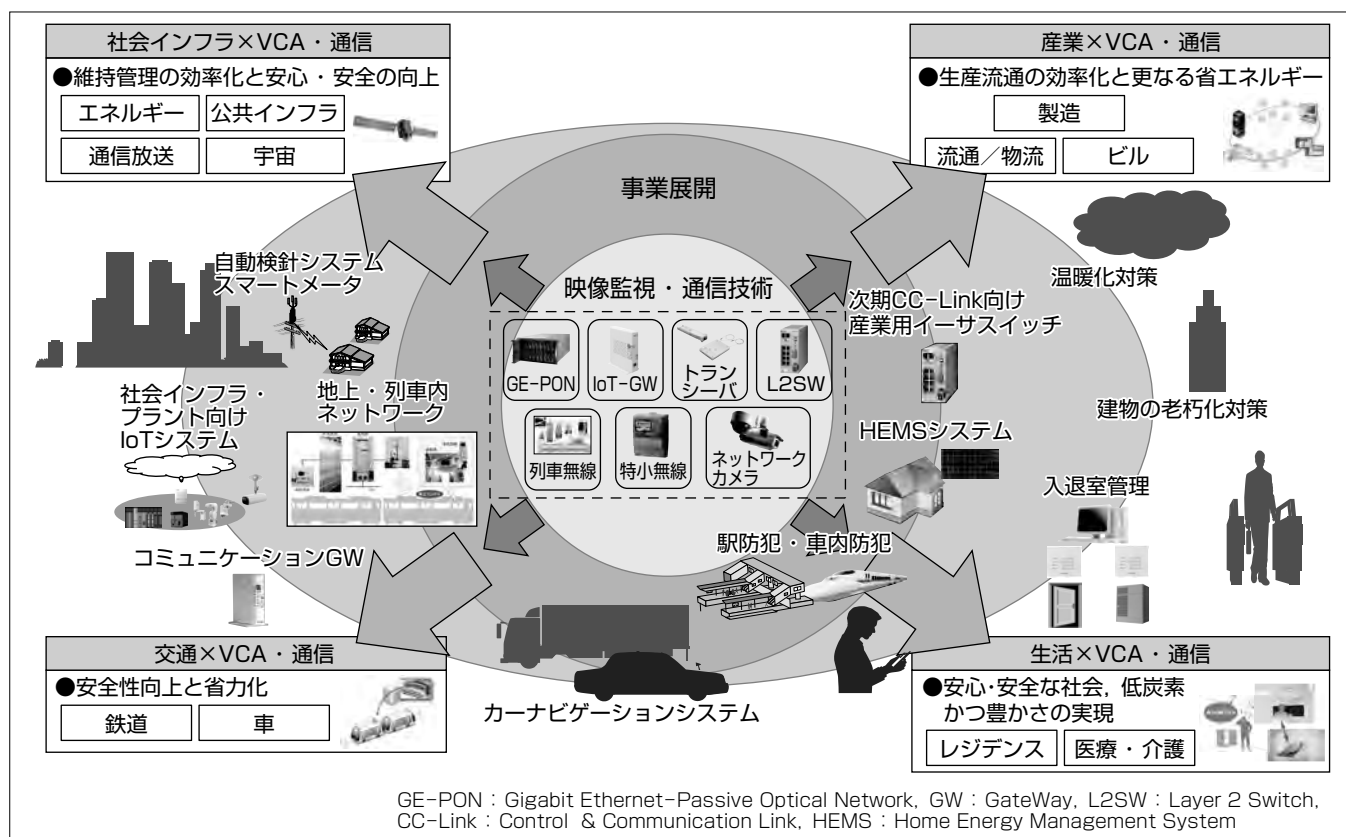 社会インフラ×VCA・通信
●維持管理の効率化と安心・安全の向上
エネルギー
公共インフラ
通信放送
宇宙
産業×VCA・通信
●生産流通の効率化と更なる省エネルギー
製造
流通／物流
ビル
事業展開
映像監視・通信技術
GE-PON
IoT-GW
トラン
シーバ
L2SW
列車無線
特小無線
ネットワーク
カメラ
自動検針システム
スマートメータ
地上・列車内
ネットワーク
社会インフラ・
プラント向け
IoTシステム
コミュニケーションGW
次期CC-Link向け
産業用イーサスイッチ
HEMSシステム
温暖化対策
建物の老朽化対策
入退室管理
駅防犯・車内防犯
カーナビゲーションシステム
交通×VCA・通信
●安全性向上と省力化
鉄道
車
生活×VCA・通信
●安心・安全な社会，低炭素
かつ豊かさの実現
レジデンス
医療・介護
GE-PON：Gigabit Ethernet-Passive Optical Network, GW：GateWay, L2SW：Layer 2 Switch,
CC-Link：Control & Communication Link, HEMS：Home Energy Management System